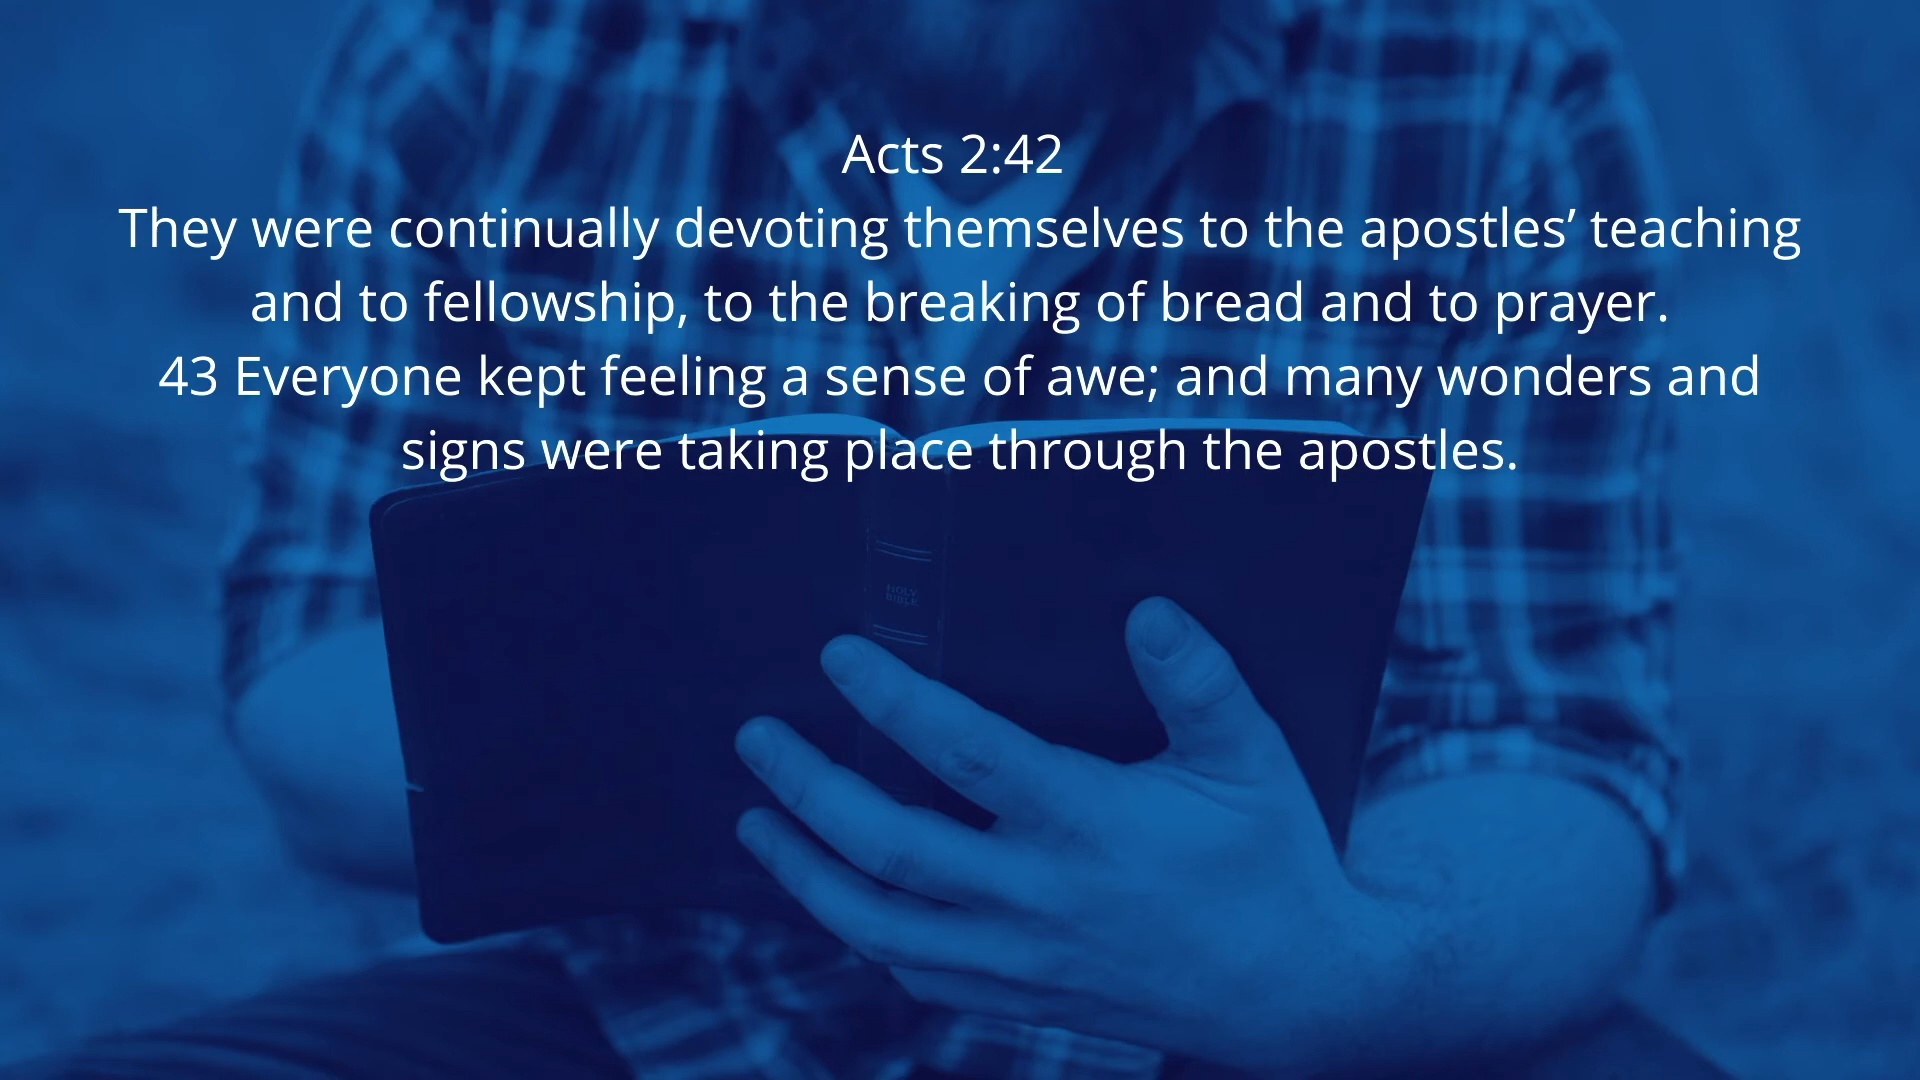 Acts 2:42
They were continually devoting themselves to the apostles’ teaching
and to fellowship, to the breaking of bread and to prayer.
43 Everyone kept feeling a sense of awe; and many wonders and
signs were taking place through the apostles.
HOLY
BIBLE